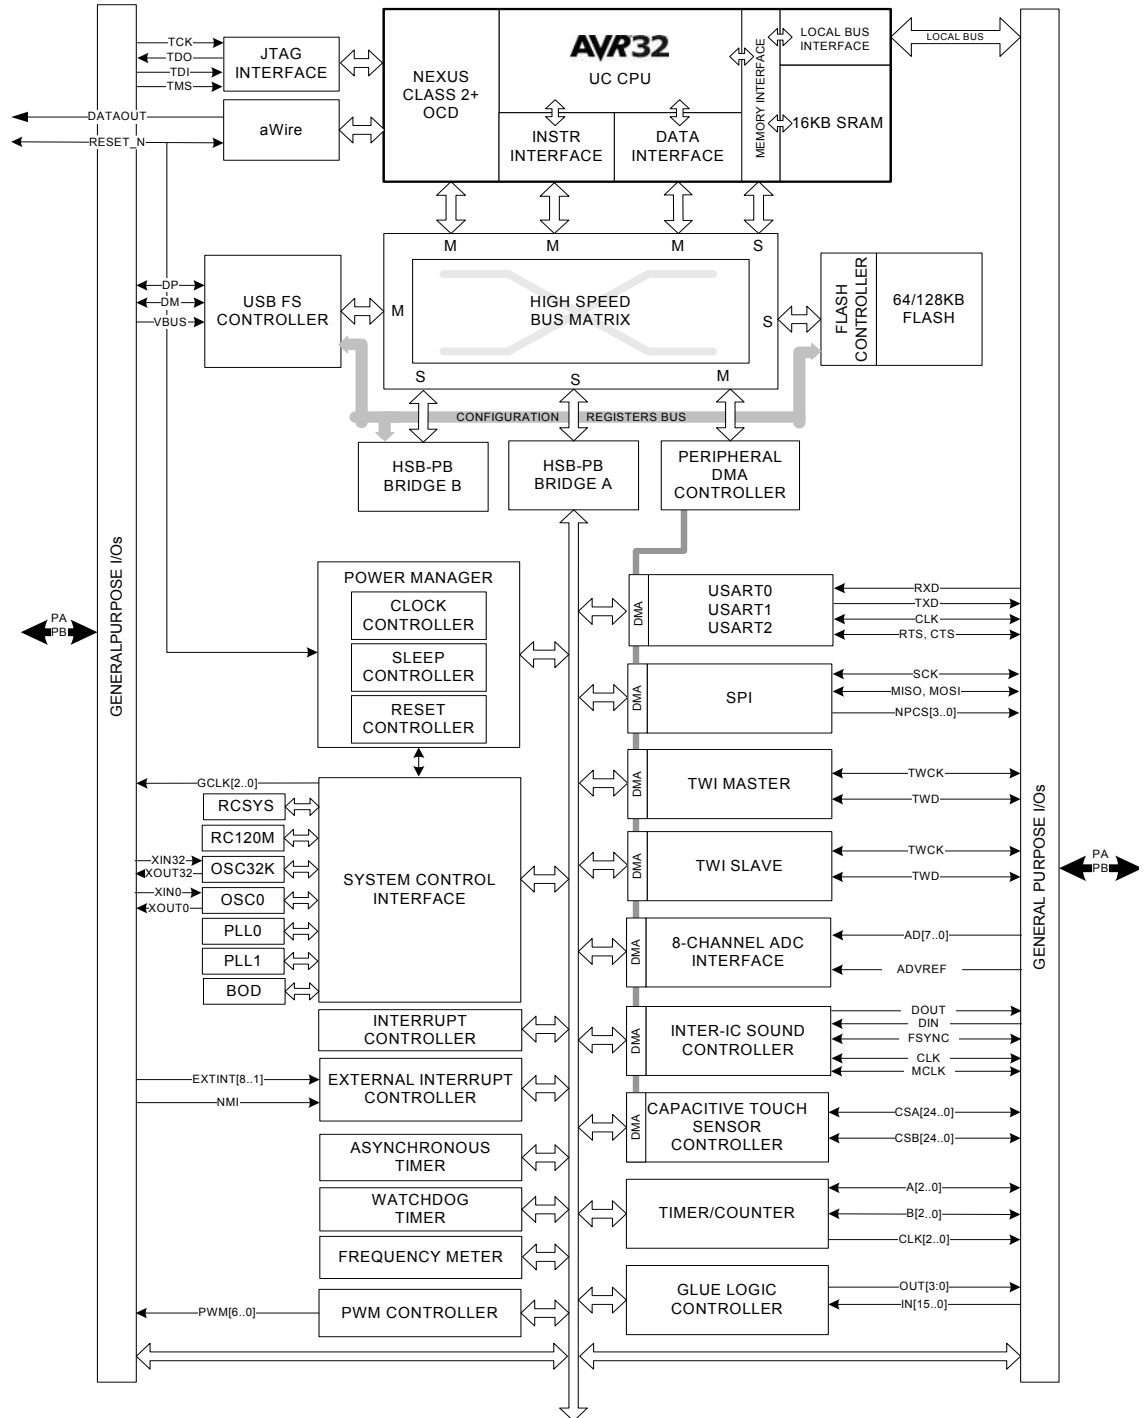 TCK
TDO
TDI
TMS
JTAG
INTERFACE
DATAOUT
RESET_N
aWire
NEXUS
CLASS 2+
OCD
AVR32
UC CPU
INSTR
INTERFACE
DATA
INTERFACE
MEMORY INTERFACE
LOCAL BUS
INTERFACE
16KB SRAM
LOCAL BUS
M
M
M
S
DP
DM
VBUS
USB FS
CONTROLLER
M
HIGH SPEED
BUS MATRIX
S
FLASH
CONTROLLER
64/128KB
FLASH
S
S
M
CONFIGURATION
REGISTERS BUS
HSB-PB
BRIDGE B
HSB-PB
BRIDGE A
PERIPHERAL
DMA
CONTROLLER
GENERALPURPOSE I/Os
PA
PB
POWER MANAGER
CLOCK
CONTROLLER
SLEEP
CONTROLLER
RESET
CONTROLLER
GCLK[2..0]
RCSYS
RC120M
XIN32
XOUT32
OSC32K
XIN0
XOUT0
OSC0
PLL0
PLL1
BOD
SYSTEM CONTROL
INTERFACE
INTERRUPT
CONTROLLER
EXTINT[8..1]
NMI
EXTERNAL INTERRUPT
CONTROLLER
ASYNCHRONOUS
TIMER
WATCHDOG
TIMER
FREQUENCY METER
PWM[6..0]
PWM CONTROLLER
DMA
USART0
USART1
USART2
RXD
TXD
CLK
RTS, CTS
DMA
SPI
SCK
MISO, MOSI
NPCS[3..0]
DMA
TWI MASTER
TWCK
TWD
DMA
TWI SLAVE
TWCK
TWD
DMA
8-CHANNEL ADC
INTERFACE
AD[7..0]
ADVREF
DMA
INTER-IC SOUND
CONTROLLER
DOUT
DIN
FSYNC
CLK
MCLK
DMA
CAPACITIVE TOUCH
SENSOR
CONTROLLER
CSA[24..0]
CSB[24..0]
TIMER/COUNTER
A[2..0]
B[2..0]
CLK[2..0]
GLUE LOGIC
CONTROLLER
OUT[3:0]
IN[15..0]
GENERAL PURPOSE I/Os
PA
PB